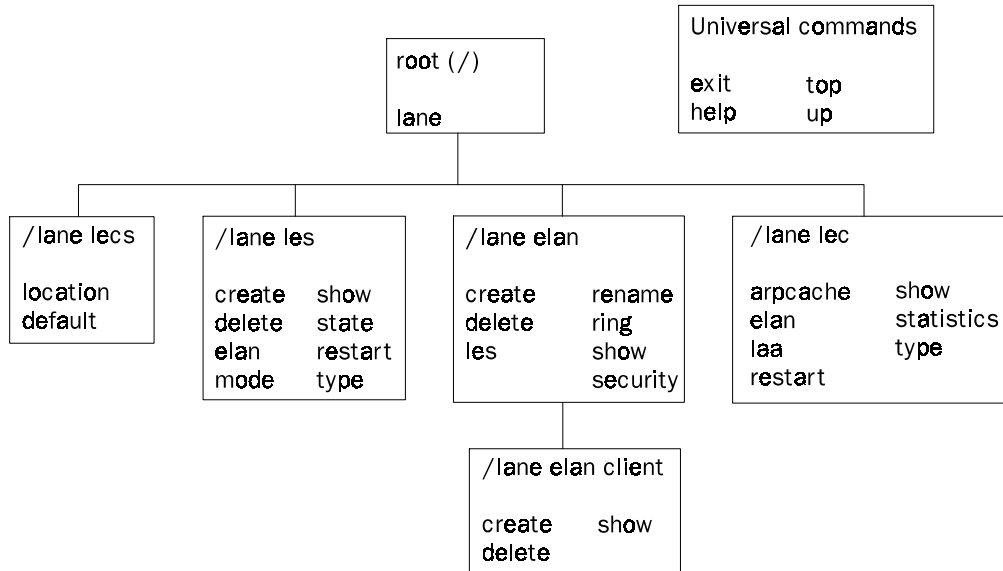 root (/)
lane
Universal commands
exit top
help up
/lane lecs
location
default
/lane les
create show
delete state
elan restart
mode type
/lane elan
create rename
delete ring
les show
security
/lane lec
arpcache show
elan statistics
laa type
restart
/lane elan client
create show
delete